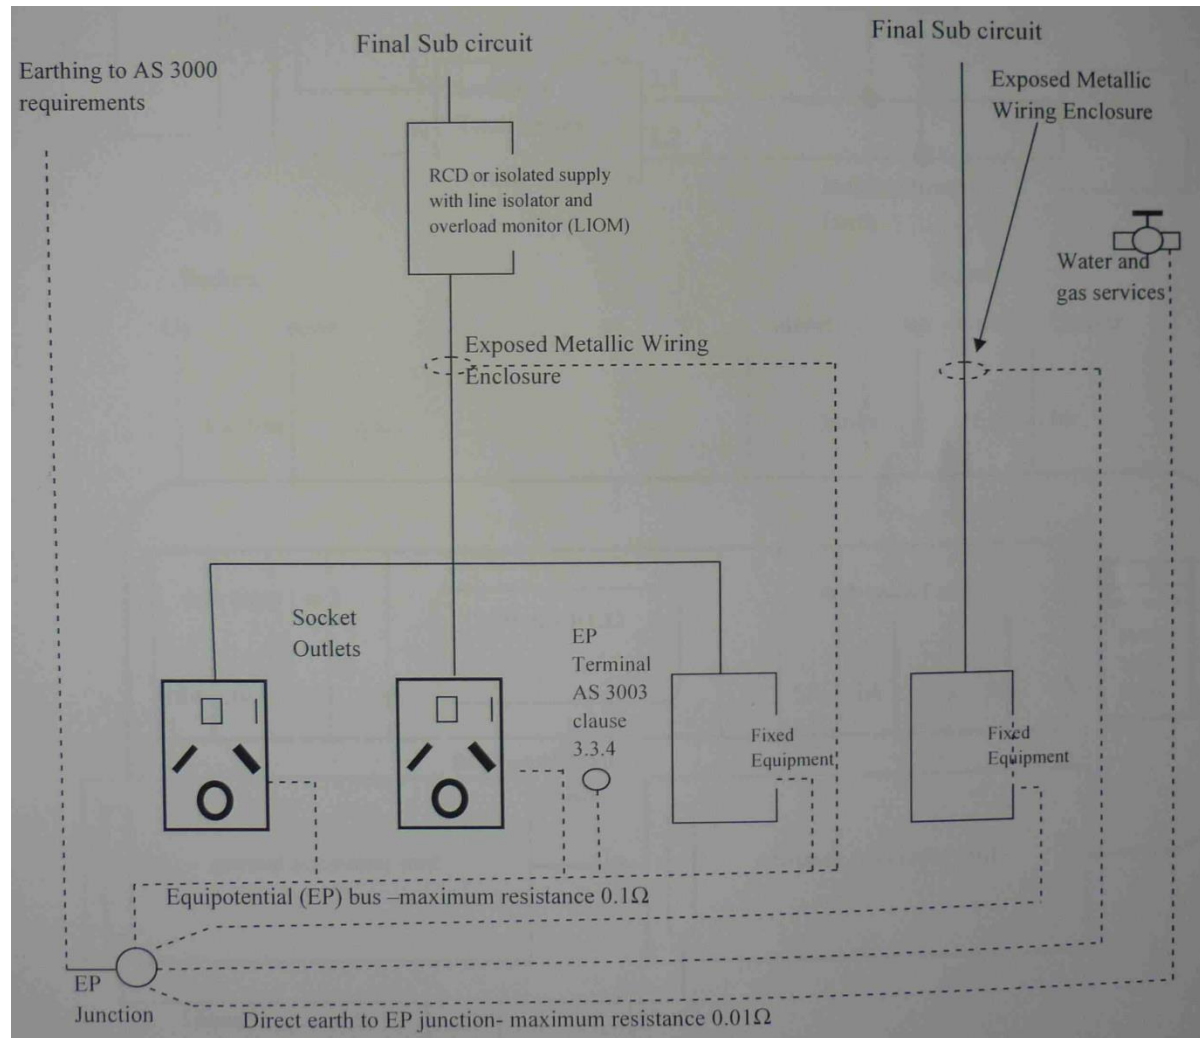 Final Sub circuit
Final Sub circuit
Earthing to AS 3000
requirements
Exposed Metallic
Wiring Enclosure
RCD or isolated supply
with line isolator and
overload monitor (LIOM)
Water and
gas services
Exposed Metallic Wiring
Enclosure
Socket
Outlets
EP
Terminal
AS 3003
clause
3.3.4
Fixed
Equipment
Fixed
Equipment
Equipotential (EP) bus –maximum resistance 0.1Ω
EP
Junction
Direct earth to EP junction- maximum resistance 0.01Ω